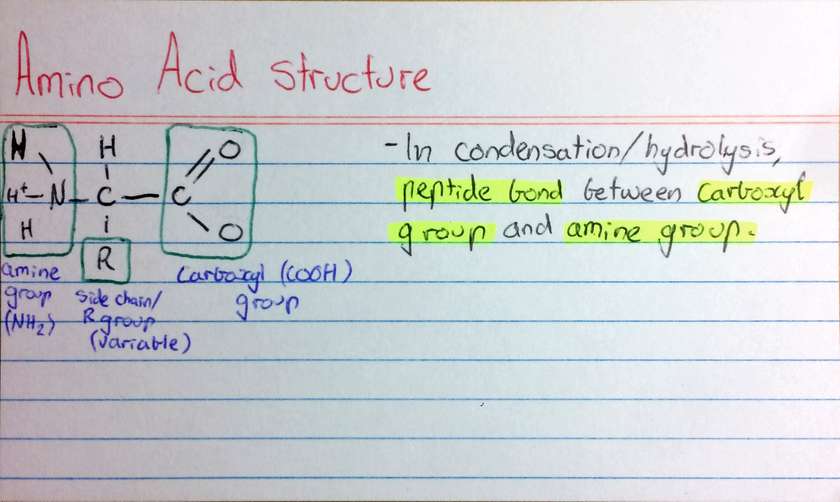 Amino Acid Structure
H
H+–N–C–C
H
H
O
O
R
amine
group
(NH2)
Side chain/
R group
(variable)
Carboxyl (COOH)
group
-In condensation/hydrolysis,
peptide bond between carboxyl
group and amine group.